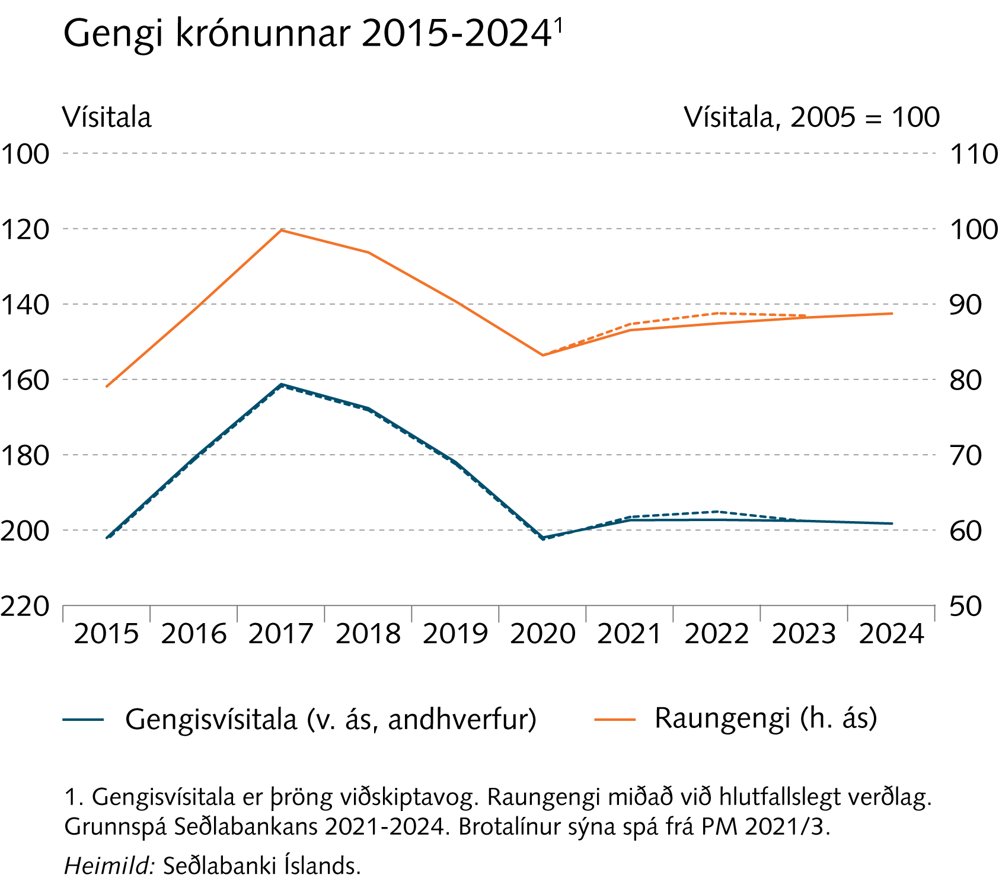 Gengi krónunnar 2015-2024¹
Vísitala
Vísitala, 2005 = 100
100 110
120 100
140 90
160 80
180 70
200 60
220 50
2015 2016 2017 2018 2019 2020 2021 2022 2023 2024
Gengisvísitala (v. ás, andhverfur) Raungengi (h. ás)
1. Gengisvísitala er þröng viðskiptavog. Raungengi miðað við hlutfallslegt verðlag.
Grunnspá Seðlabankans 2021-2024. Brotalínur sýna spá frá PM 2021/3.
Heimild: Seðlabanki Íslands.